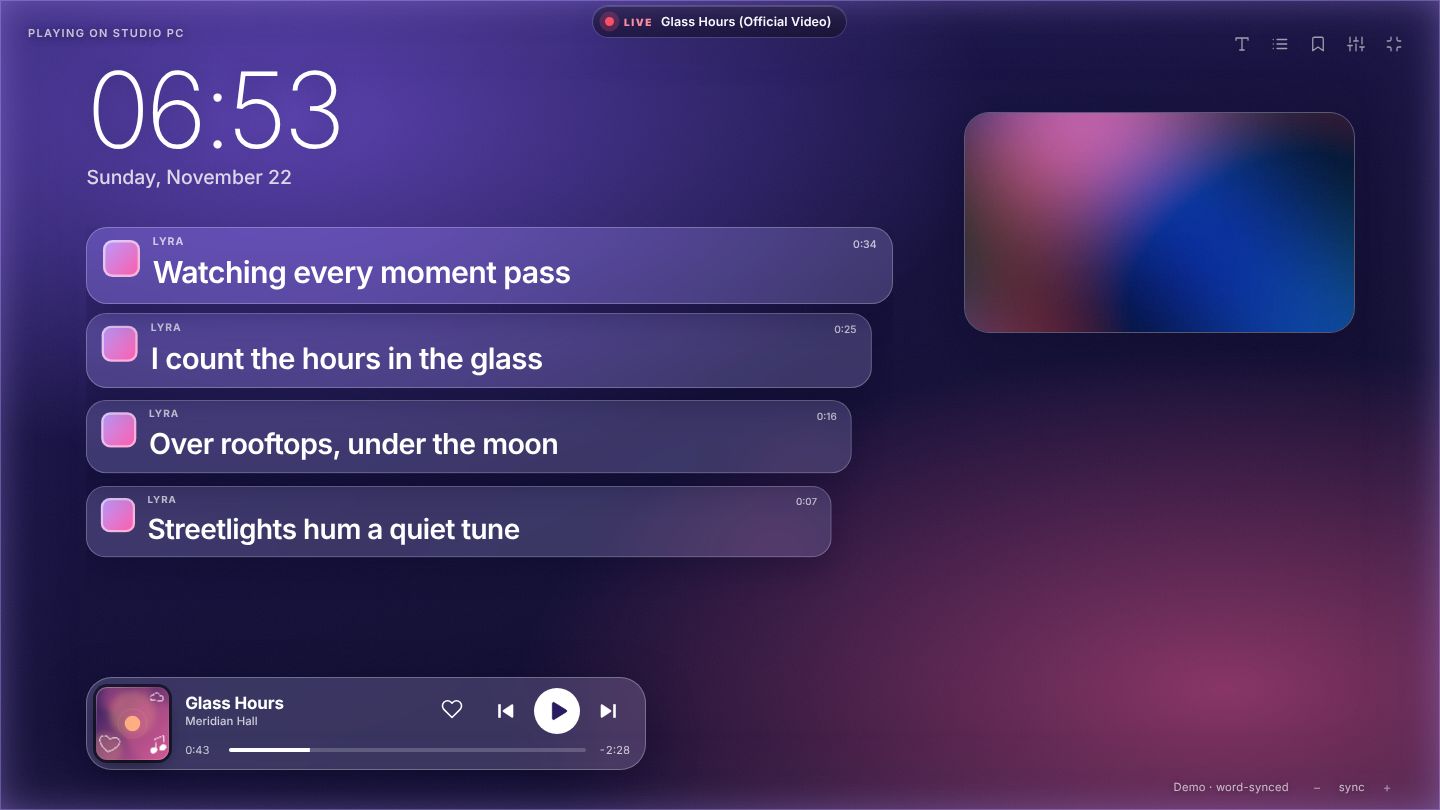 PLAYING ON STUDIO PC
LIVE Glass Hours (Official Video)
06:53
Sunday, November 22
LYRA
0:34
Watching every moment pass
LYRA
0:25
I count the hours in the glass
LYRA
0:16
Over rooftops, under the moon
LYRA
0:07
Streetlights hum a quiet tune
Glass Hours
Meridian Hall
0:43
-2:28
Demo · word-synced − sync +